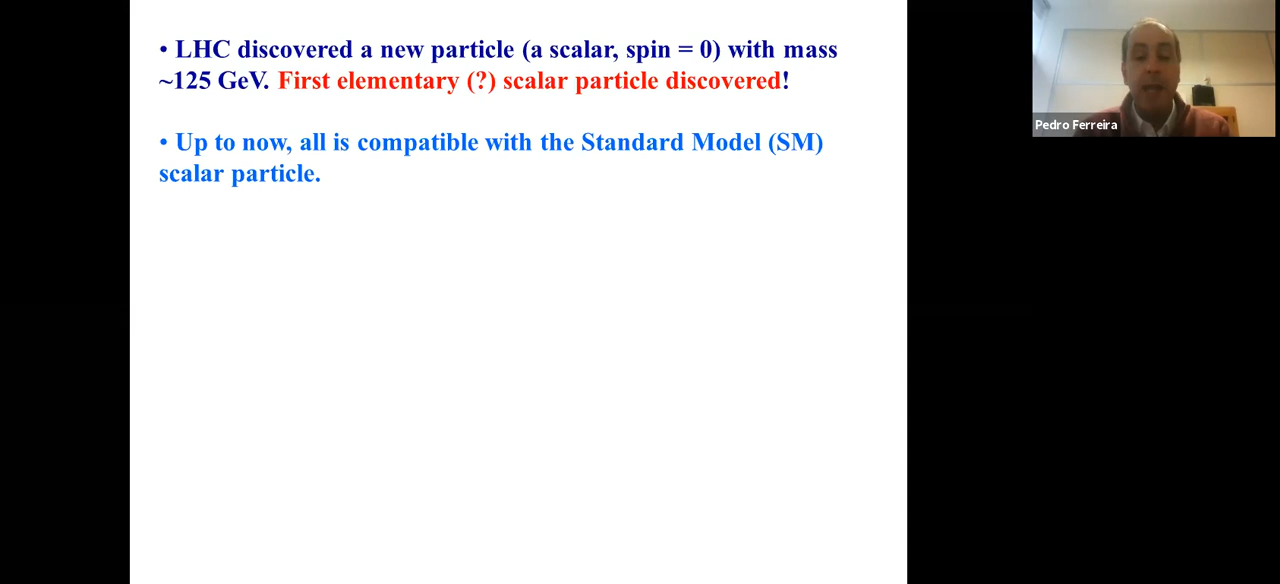 • LHC discovered a new particle (a scalar, spin = 0) with mass
~125 GeV. First elementary (?) scalar particle discovered!
• Up to now, all is compatible with the Standard Model (SM)
scalar particle.
Pedro Ferreira